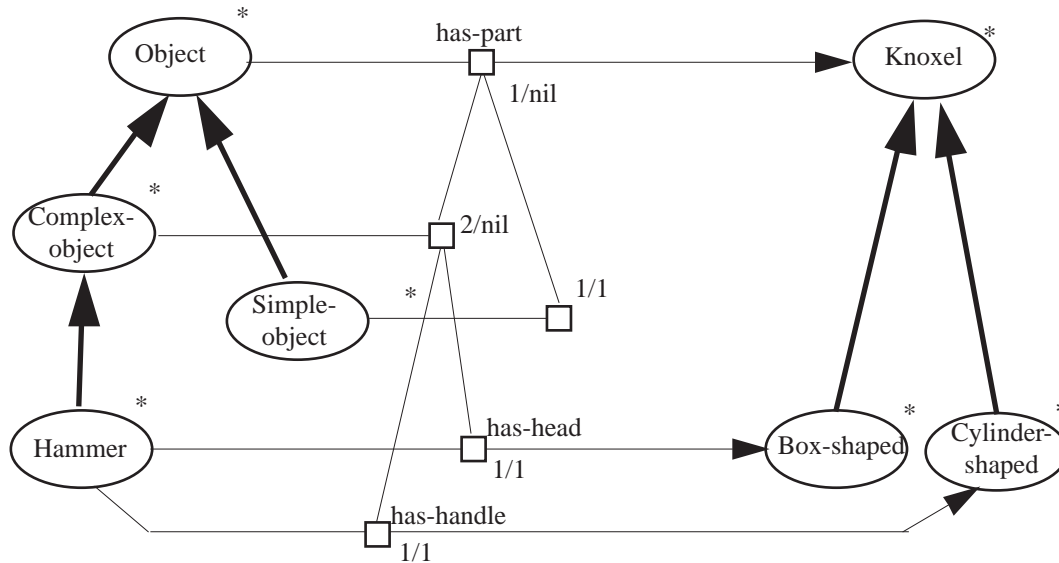 *
Object
has-part
*
Knoxel
1/nil
*
Complex-
object
2/nil
*
Simple-
object
1/1
*
Hammer
has-head
1/1
*
Box-shaped
*
Cylinder-
shaped
has-handle
1/1